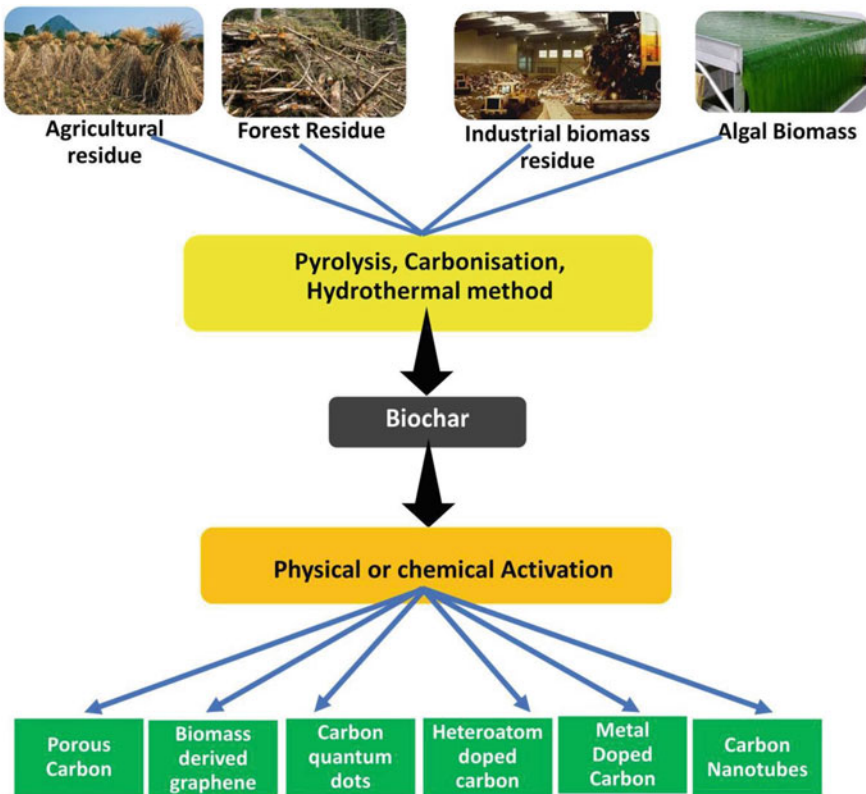 Agricultural
residue
Forest Residue
Industrial biomass
residue
Algal Biomass
Pyrolysis, Carbonisation,
Hydrothermal method
Biochar
Physical or chemical Activation
Porous
Carbon
Biomass
derived
graphene
Carbon
quantum
dots
Heteroatom
doped
carbon
Metal
Doped
Carbon
Carbon
Nanotubes